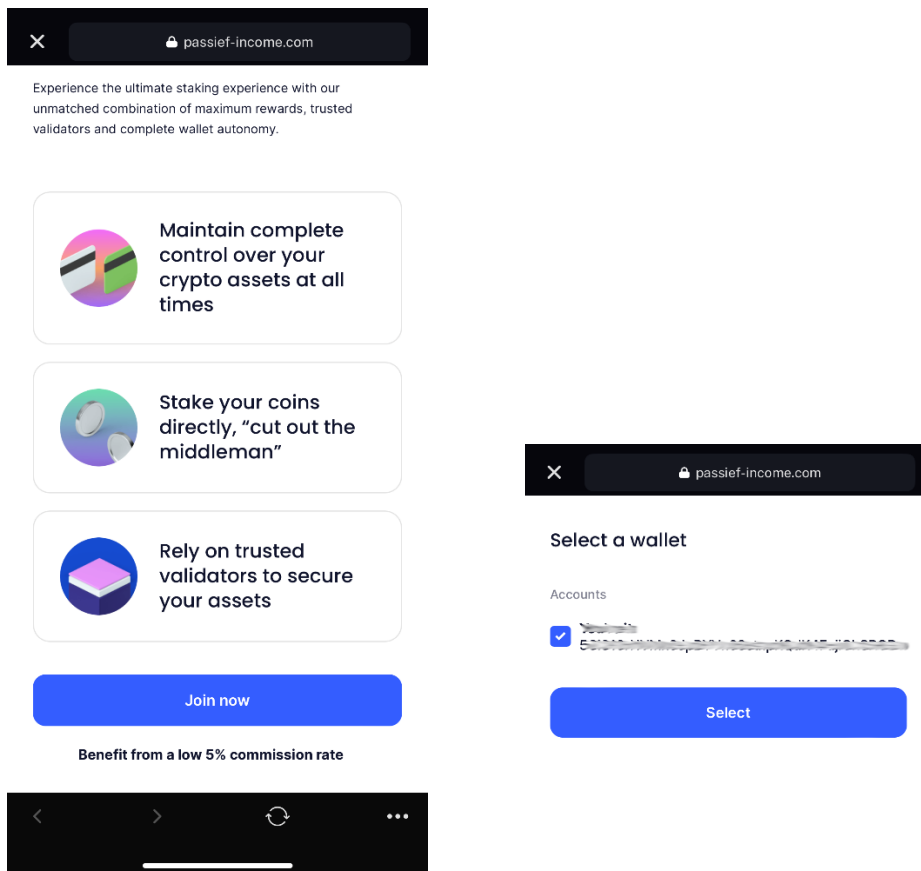 passief-income.com
Experience the ultimate staking experience with our
unmatched combination of maximum rewards, trusted
validators and complete wallet autonomy.
Maintain complete
control over your
crypto assets at all
times
Stake your coins
directly, “cut out the
middleman”
Rely on trusted
validators to secure
your assets
Join now
Benefit from a low 5% commission rate
passief-income.com
Select a wallet
Accounts
Select